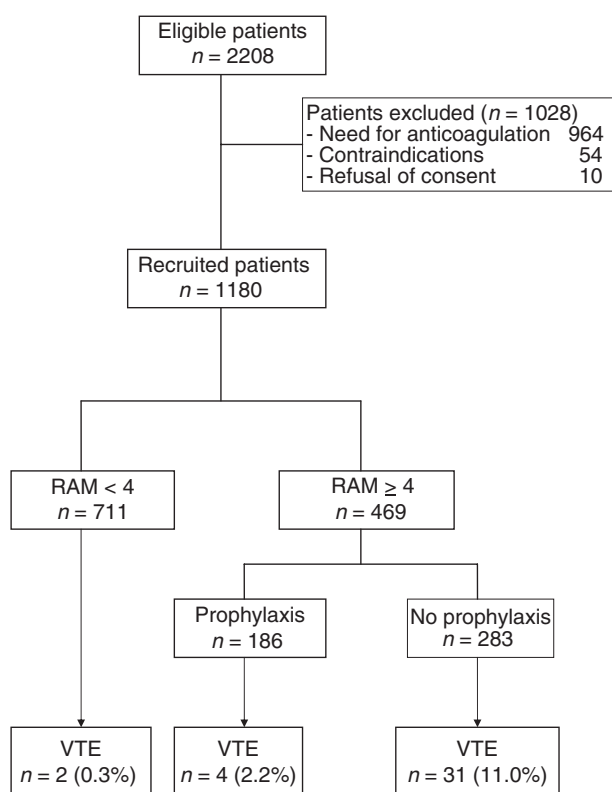 Eligible patients
n = 2208
Patients excluded (n = 1028)
- Need for anticoagulation 964
- Contraindications 54
- Refusal of consent 10
Recruited patients
n = 1180
RAM < 4
n = 711
RAM ≥ 4
n = 469
Prophylaxis
n = 186
No prophylaxis
n = 283
VTE
n = 2 (0.3%)
VTE
n = 4 (2.2%)
VTE
n = 31 (11.0%)